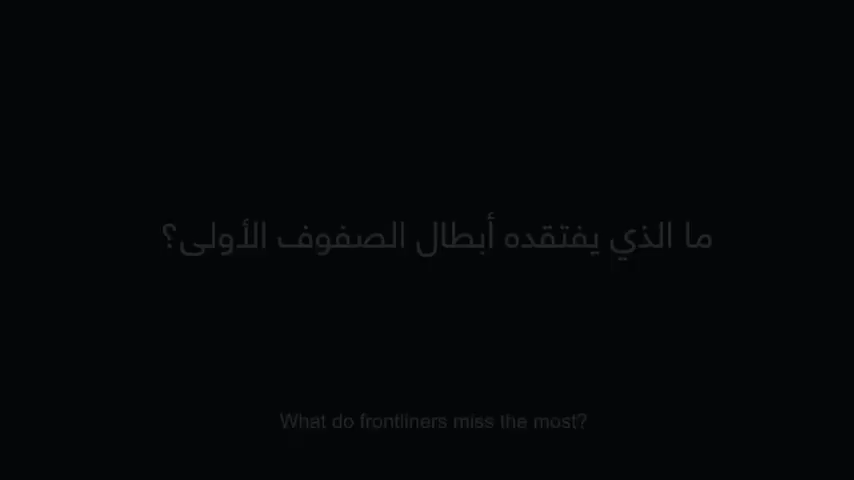 ما الذي يفتقده أبطال الصفوف الأولى؟
What do frontliners miss the most?